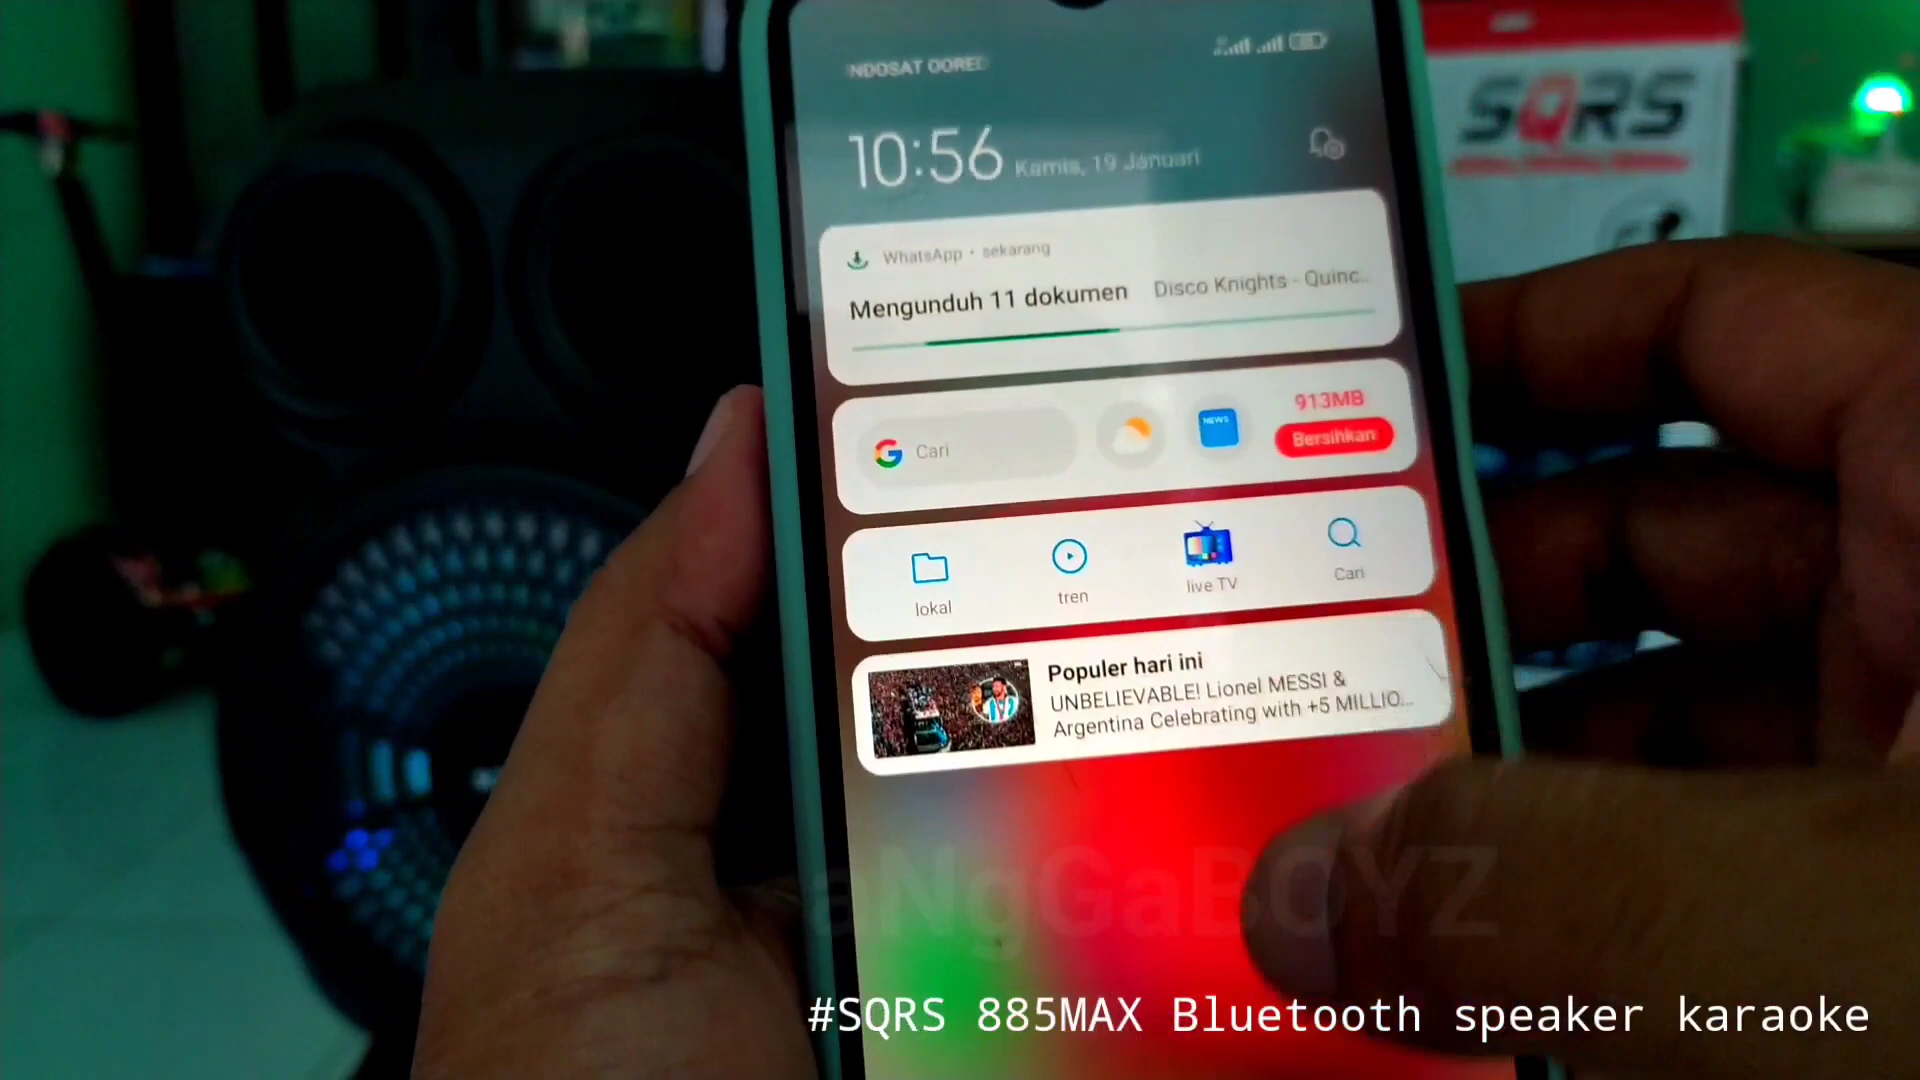 NDOSAT OORED
10:56 Kamis, 19 Januari
SQRS
WhatsApp • sekarang
Mengunduh 11 dokumen Disco Knights - Quinc..
Cari
NEWS
913MB
Bersihkan
lokal
tren
live TV
Cari
Populer hari ini
UNBELIEVABLE! Lionel MESSI &
Argentina Celebrating with +5 MILLIO...
aNgGaBOYZ
#SQRS 885MAX Bluetooth speaker karaoke